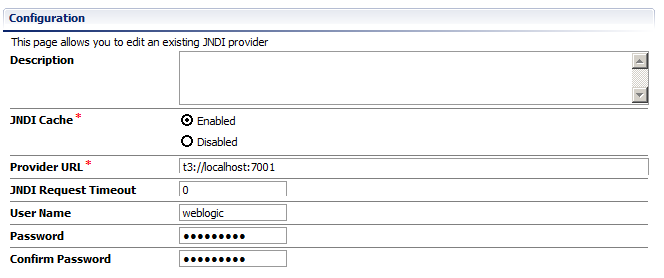 Configuration
This page allows you to edit an existing JNDI provider
Description
JNDI Cache *
Enabled
Disabled
Provider URL * t3://localhost:7001
JNDI Request Timeout 0
User Name weblogic
Password •••••••••
Confirm Password •••••••••